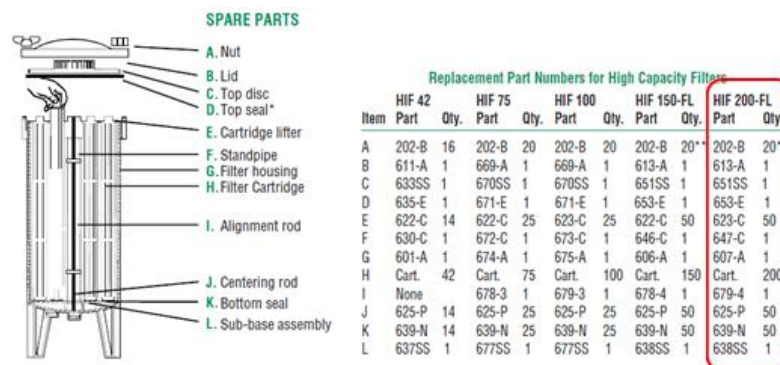 SPARE PARTS
A. Nut
B. Lid
C. Top disc
D. Top seal*
E. Cartridge lifter
F. Standpipe
G. Filter housing
H. Filter Cartridge
I. Alignment rod
J. Centering rod
K. Bottom seal
L. Sub-base assembly
Replacement Part Numbers for High Capacity Filters
HIF 42 HIF 75 HIF 100 HIF 150-FL HIF 200-FL
Item Part Qty. Part Qty. Part Qty. Part Qty. Part Qty
A 202-B 16 202-B 20 202-B 20 202-B 20** 202-B 20*
B 611-A 1 669-A 1 669-A 1 613-A 1 613-A 1
C 633SS 1 670SS 1 670SS 1 651SS 1 651SS 1
D 635-E 1 671-E 1 671-E 1 653-E 1 653-E 1
E 622-C 14 622-C 25 623-C 25 622-C 50 623-C 50
F 630-C 1 672-C 1 673-C 1 646-C 1 647-C 1
G 601-A 1 674-A 1 675-A 1 606-A 1 607-A 1
H Cart. 42 Cart. 75 Cart. 100 Cart. 150 Cart. 200
I None 678-3 1 679-3 1 678-4 1 679-4 1
J 625-P 14 625-P 25 625-P 25 625-P 50 625-P 50
K 639-N 14 639-N 25 639-N 25 639-N 50 639-N 50
L 637SS 1 677SS 1 677SS 1 638SS 1 638SS 1